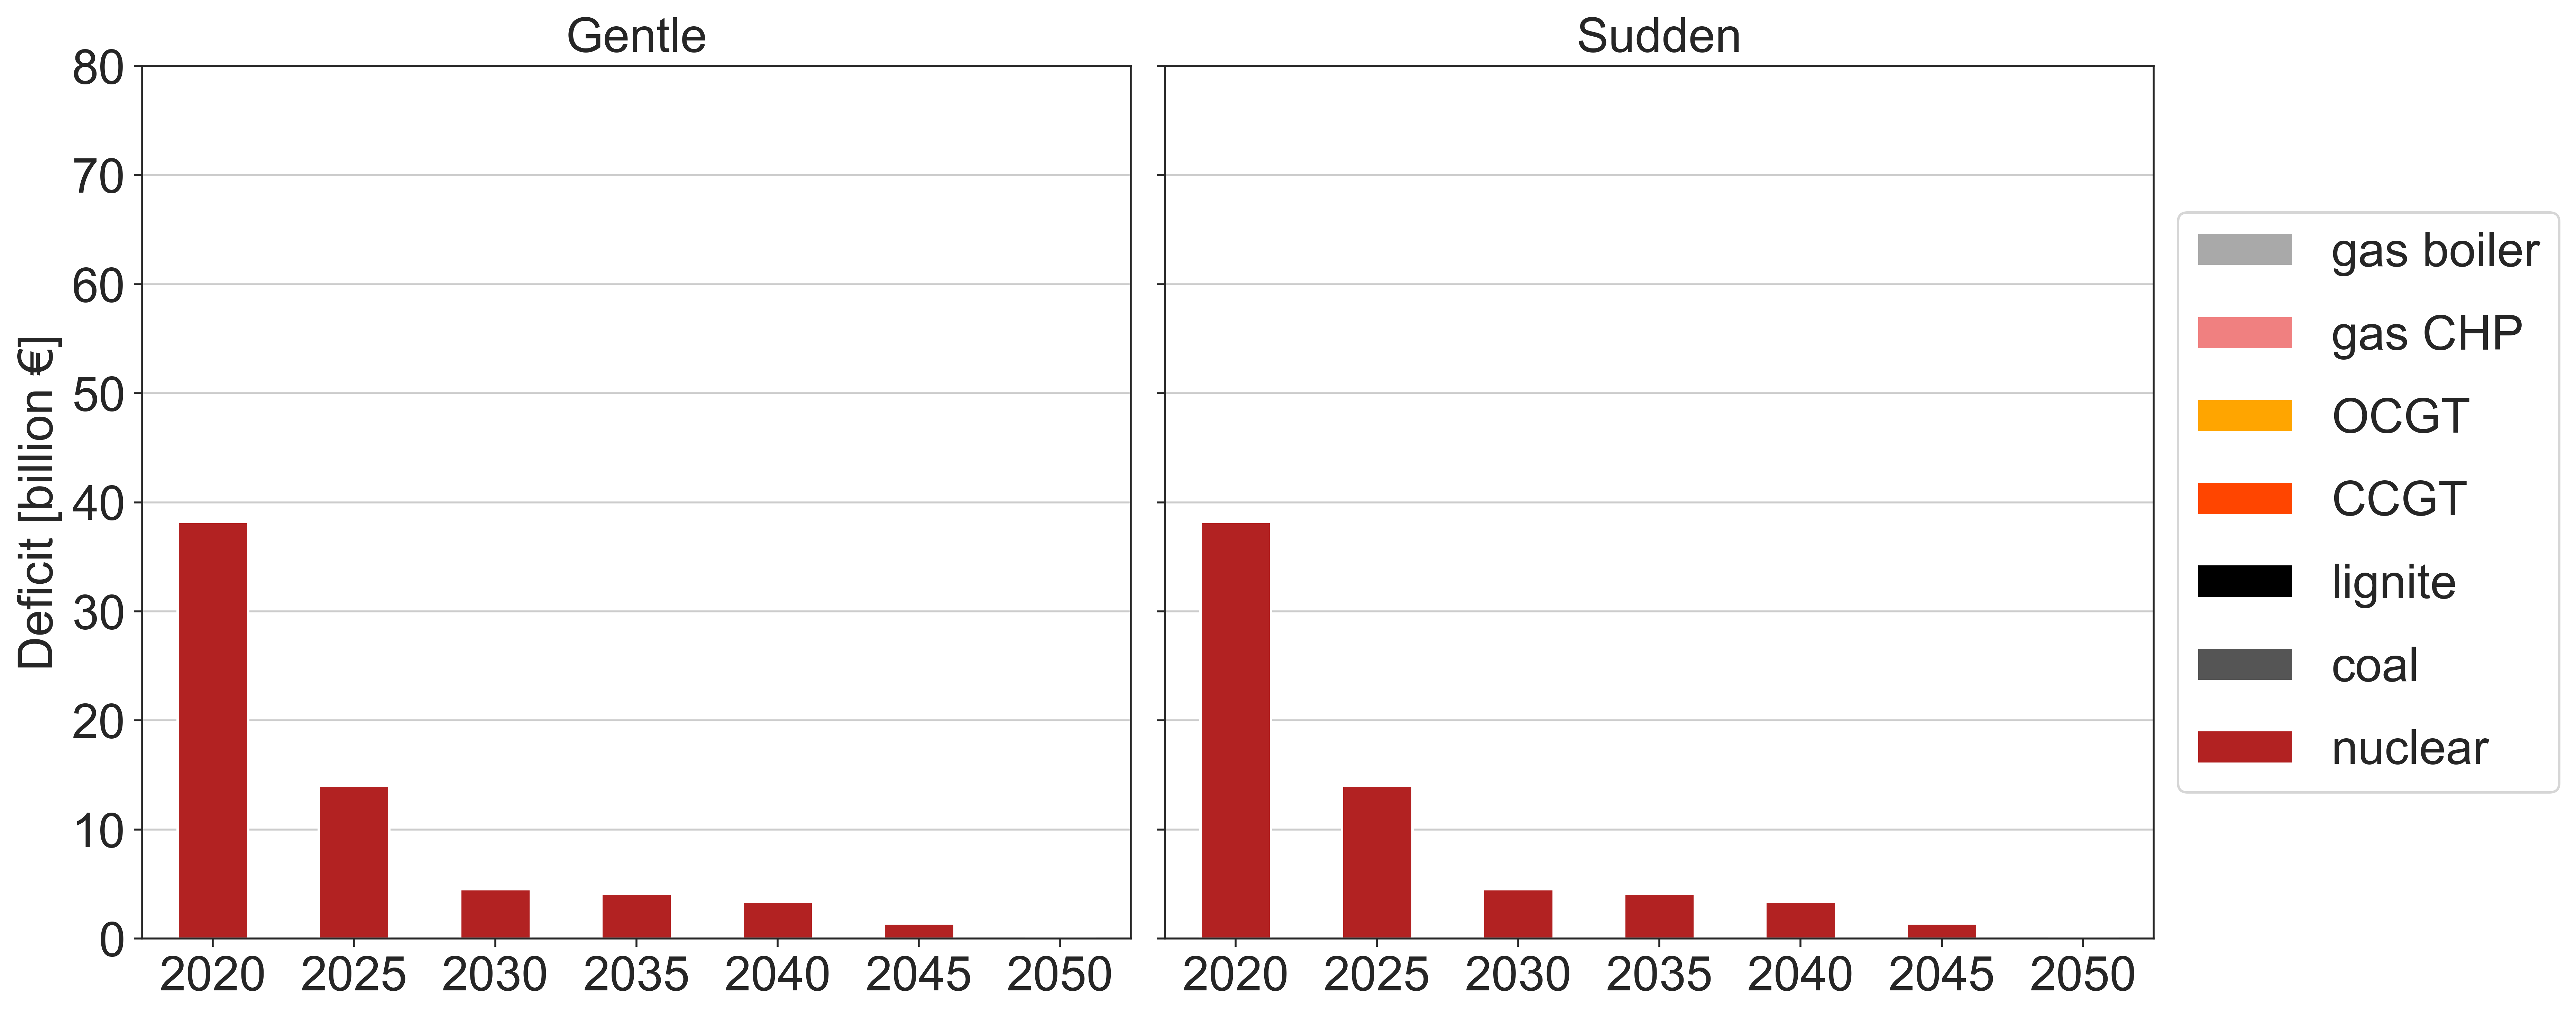 Gentle
Sudden
Deficit [billion €]
80
70
60
50
40
30
20
10
0
2020 2025 2030 2035 2040 2045 2050
2020 2025 2030 2035 2040 2045 2050
gas boiler
gas CHP
OCGT
CCGT
lignite
coal
nuclear